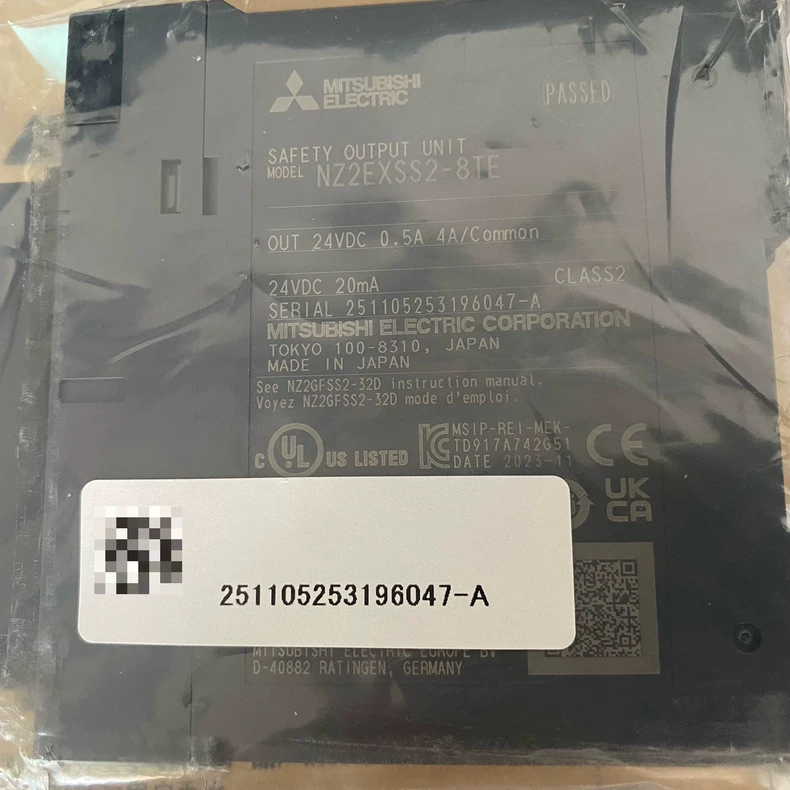 MITSUBISHI
ELECTRIC
PASSED
SAFETY OUTPUT UNIT
MODEL NZ2EXSS2-8TE
OUT 24VDC 0.5A 4A/Common
24VDC 20mA CLASS2
SERIAL 251105253196047-A
MITSUBISHI ELECTRIC CORPORATION
TOKYO 100-8310, JAPAN
MADE IN JAPAN
See NZ2GFSS2-32D instruction manual.
Voyez NZ2GFSS2-32D mode d'emploi.
C UL US LISTED
MSIP-REI-MEK-
TD917A742G51
DATE 2023-11
CE
UK
CA
251105253196047-A
MITSUBISHI ELECTRIC EUROPE BV
D-40882 RATINGEN, GERMANY